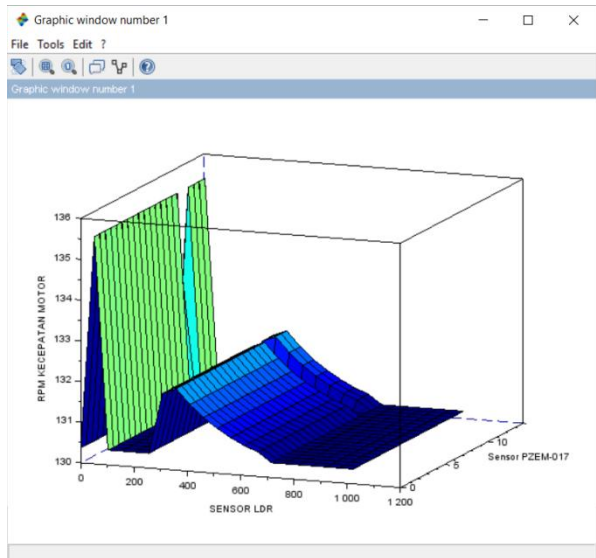 Graphic window number 1
File Tools Edit ?
Graphic window number 1
136
135
134
133
132
131
130
RPM KECEPATAN MOTOR
0
200
400
600
800
1 000
1 200
SENSOR LDR
0
5
10
Sensor PZEM-017